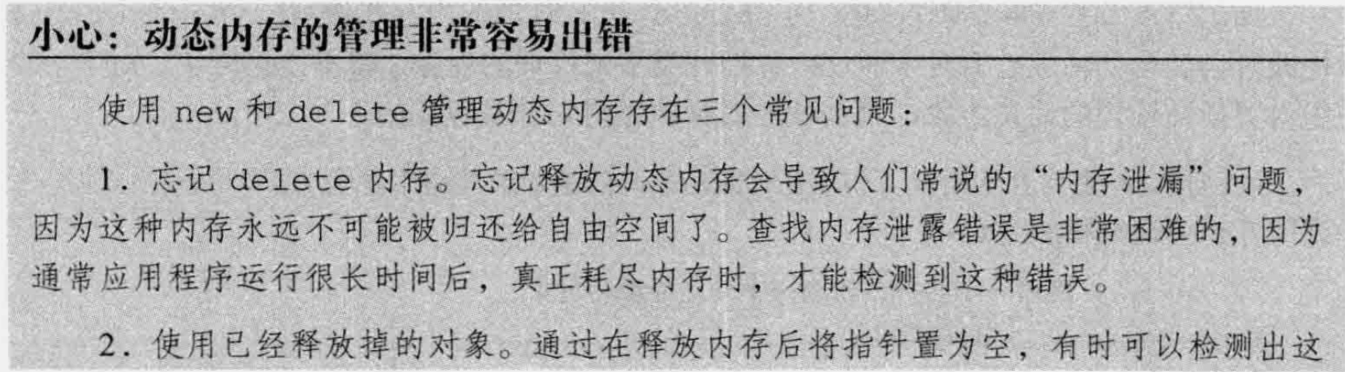 小心：动态内存的管理非常容易出错
使用 new 和 delete 管理动态内存存在三个常见问题：
1. 忘记 delete 内存。忘记释放动态内存会导致人们常说的“内存泄漏”问题，
因为这种内存永远不可能被归还给自由空间了。查找内存泄露错误是非常困难的，因为
通常应用程序运行很长时间后，真正耗尽内存时，才能检测到这种错误。
2. 使用已经释放掉的对象。通过在释放内存后将指针置为空，有时可以检测出这